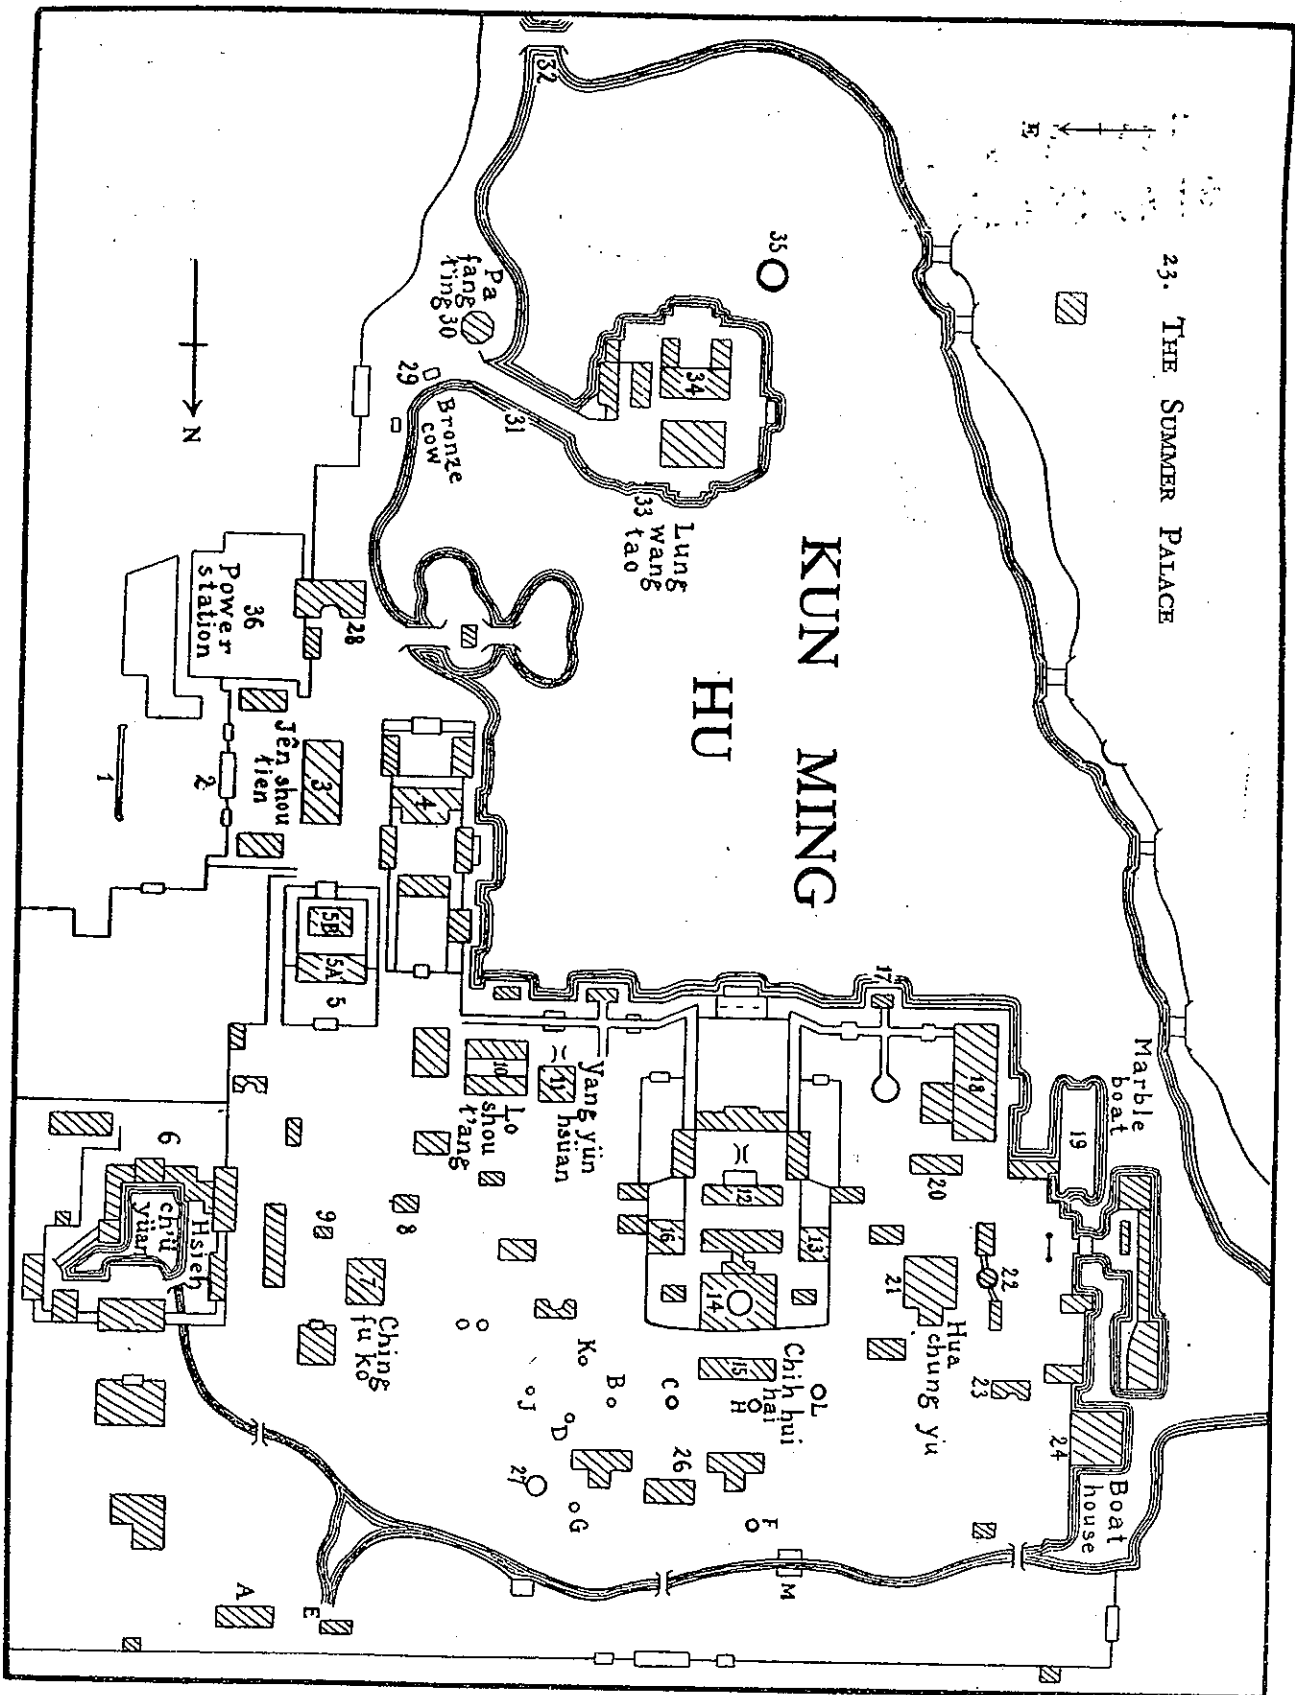 23. THE SUMMER PALACE
E
N
KUN MING
HU
32
35
Pa
fang
t'ing 30
29
Bronze
cow
31
34
33
Lung
wang
tao
36
Power
station
28
1
2
3
Jên shou
tien
4
5
5A
5B
6
Hsieh
ch'ü
yüan
7
Ching
fu ko
8
9
10
Lo
shou
t'ang
11
Yang yün
hsüan
12
13
14
15
16
Chih hui
hai
17
18
19
Marble
boat
20
21
Hua
chung yu
22
23
24
Boat
house
26
27
A
B
C
D
E
F
G
H
J
K
L
M